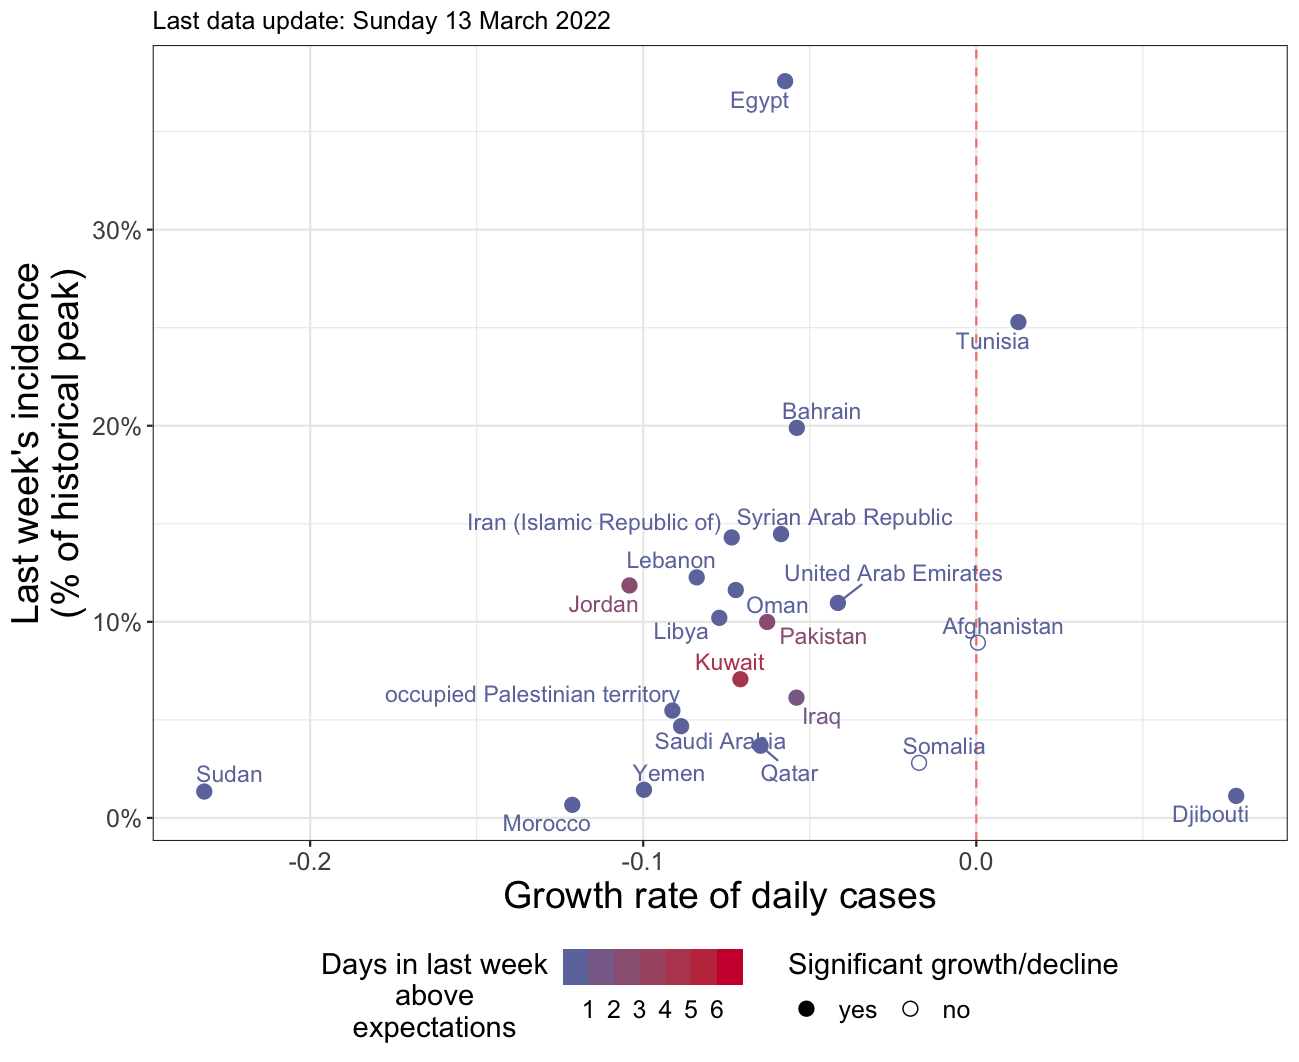 Last data update: Sunday 13 March 2022
Last week's incidence
(% of historical peak)
30%
20%
10%
0%
Egypt
Tunisia
Bahrain
Iran (Islamic Republic of)
Syrian Arab Republic
Lebanon
United Arab Emirates
Jordan
Oman
Libya
Afghanistan
Pakistan
Kuwait
occupied Palestinian territory
Iraq
Saudi Arabia
Somalia
Sudan
Yemen
Qatar
Morocco
Djibouti
-0.2
-0.1
0.0
Growth rate of daily cases
Days in last week
above
expectations
1 2 3 4 5 6
Significant growth/decline
yes
no